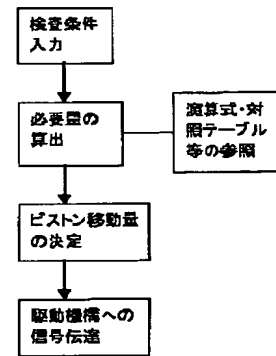 検査条件
入力
必要量の
算出
演算式・対
照テーブル
等の参照
ピストン移動量
の決定
駆動機構への
信号伝達